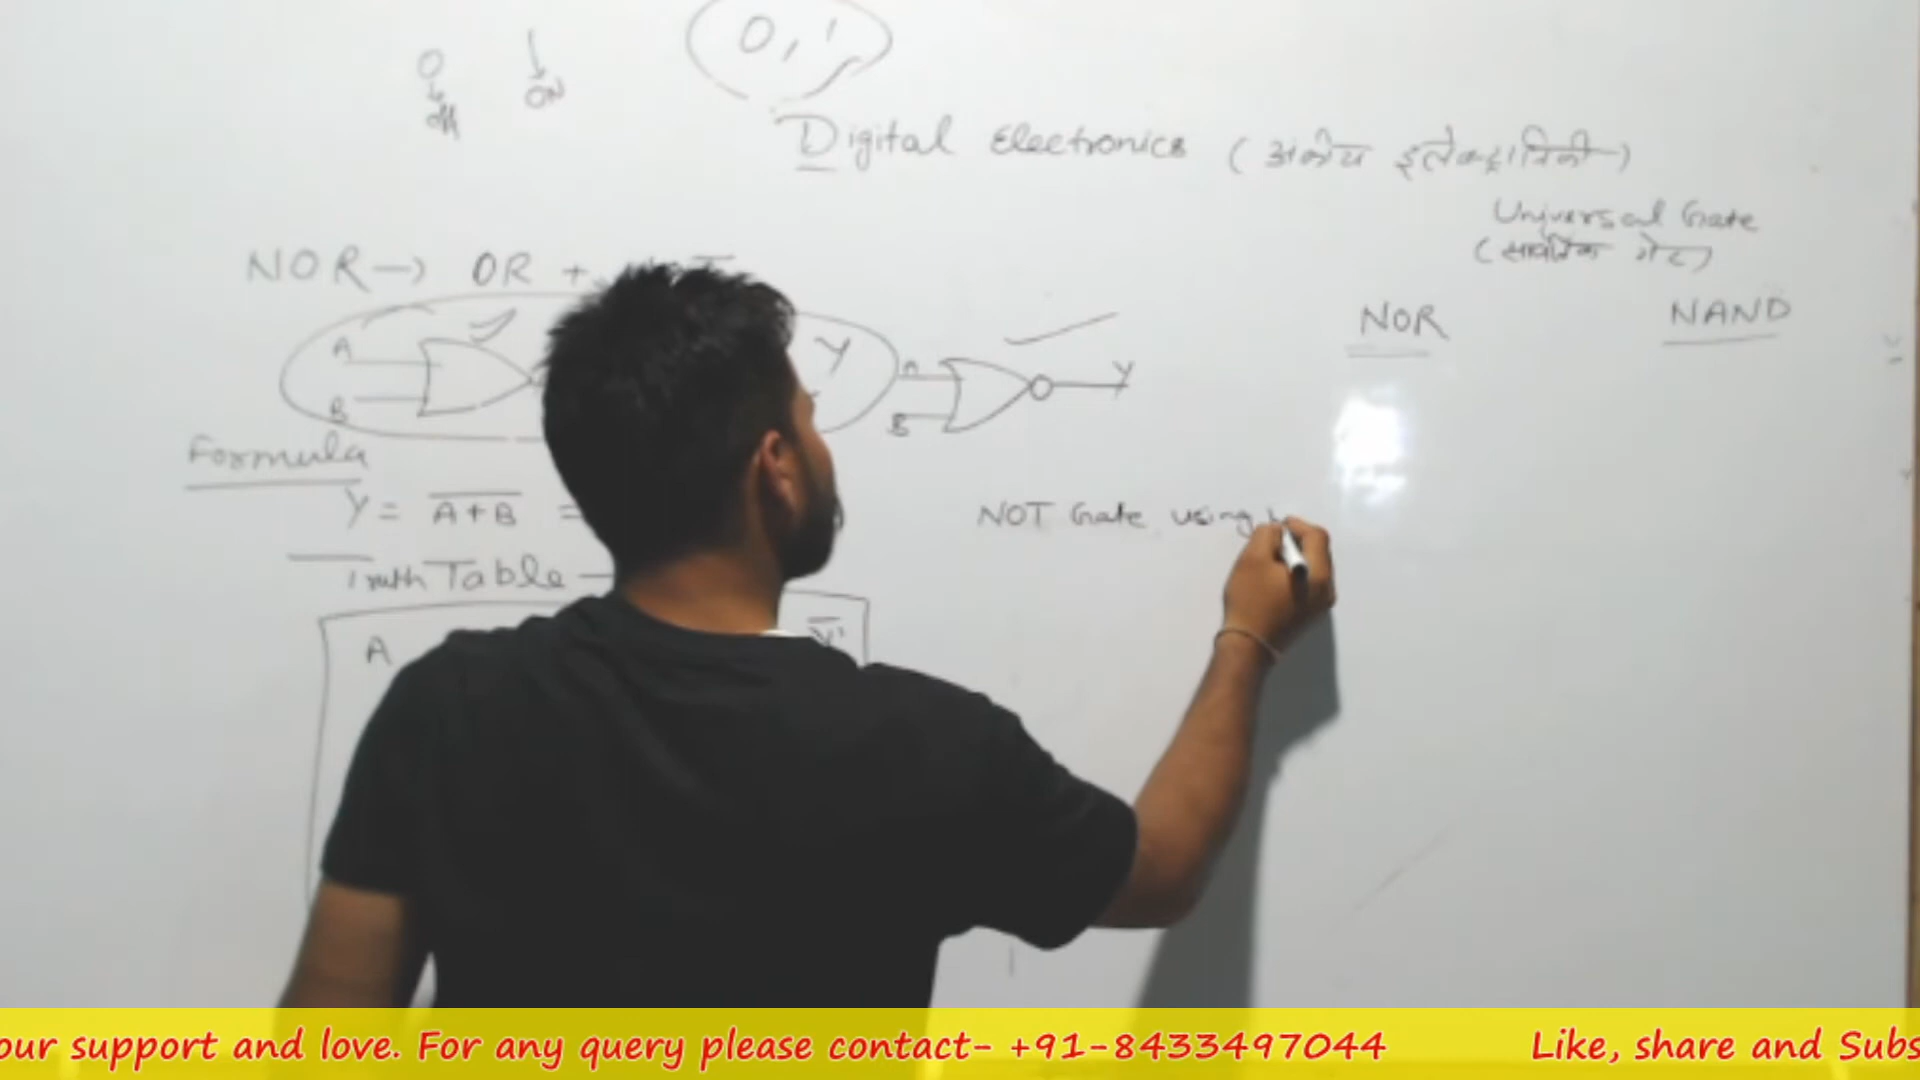 0, 1
0 1
off ON
Digital Electronics (अंकीय इलेक्ट्रानिकी)
Universal Gate
(सार्वत्रिक गेट)
NOR → OR +
NOR NAND
A Y A Y
B B
Formula
Y = A+B =
NOT Gate using
Truth Table –
A Y'
our support and love. For any query please contact- +91-8433497044 Like, share and Subs